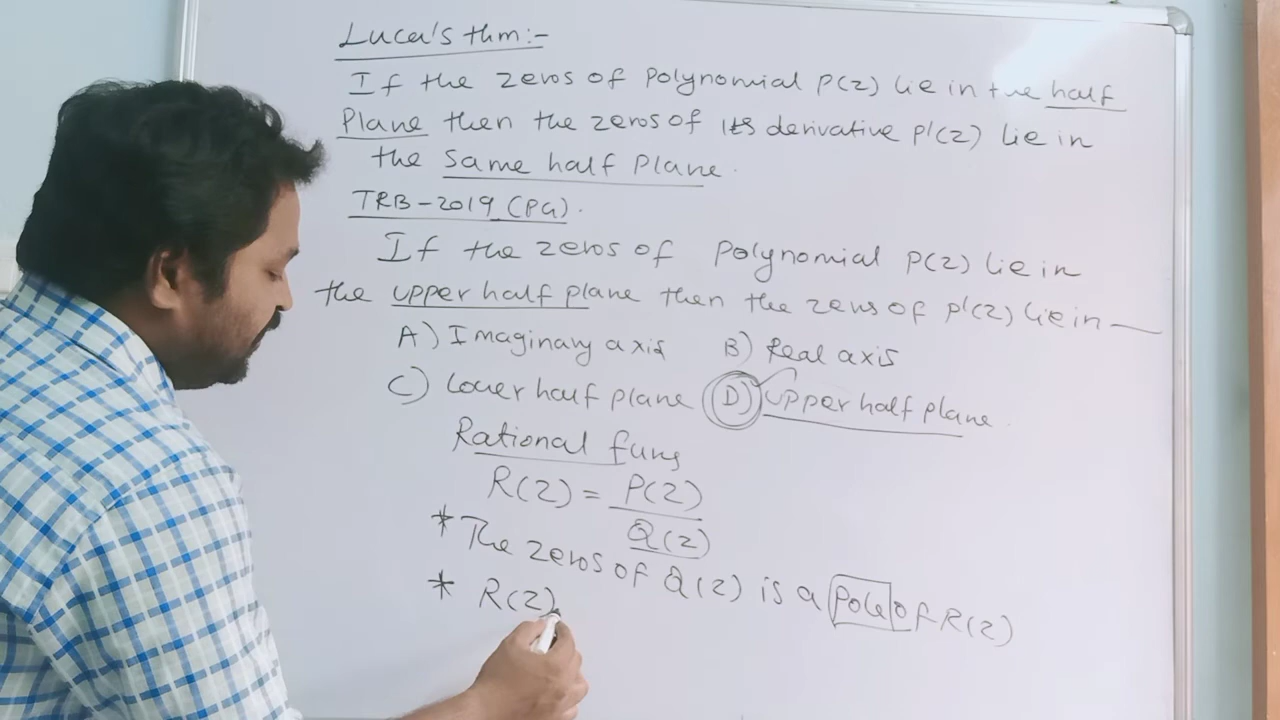 Luca's thm:-
If the zeros of Polynomial P(z) lie in the half
Plane then the zeros of its derivative P'(z) lie in
the same half Plane.
TRB-2019 (PG).
If the zeros of Polynomial P(z) lie in
the upper half plane then the zeros of P'(z) lie in —
A) Imaginary axis B) Real axis
C) lower half plane D) upper half plane.
Rational fung
R(z) = P(z)
Q(z)
* The zeros of Q(z) is a Pole of R(z)
* R(z)